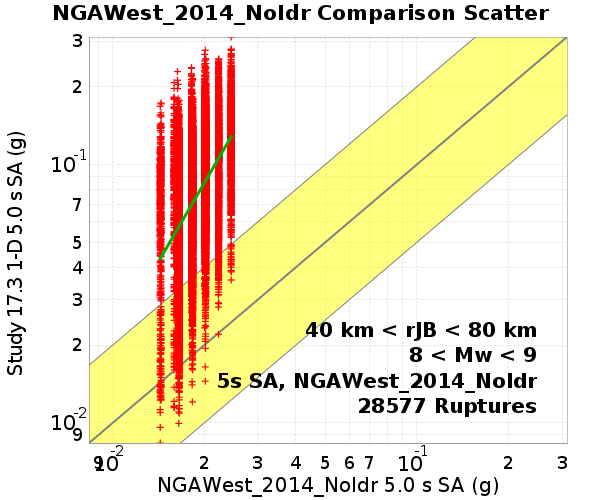 NGAWest_2014_NoIdr Comparison Scatter
3
2
10-1
7
5
4
3
2
10-2
9
Study 17.3 1-D 5.0 s SA (g)
40 km < rJB < 80 km
8 < Mw < 9
5s SA, NGAWest_2014_NoIdr
28577 Ruptures
9 10-2 2 3 4 5 6 7 10-1 2 3
NGAWest_2014_NoIdr 5.0 s SA (g)